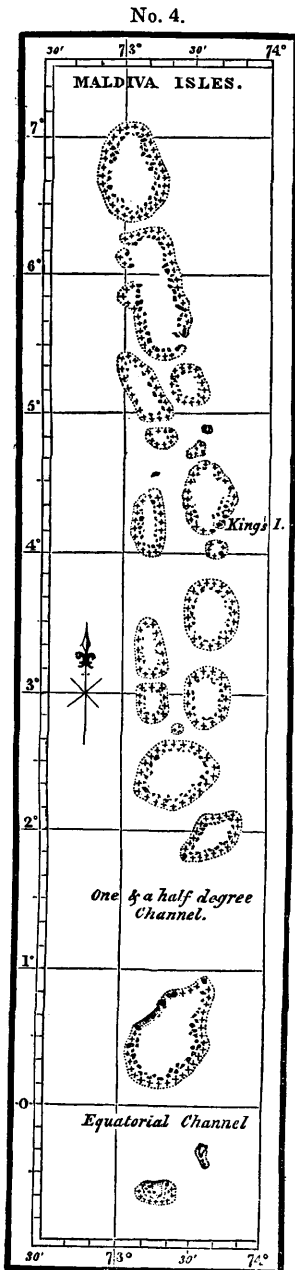 No. 4.
30' 73° 30' 74°
MALDIVA ISLES.
7°
6°
5°
4°
Kings I.
3°
2°
One & a half degree
Channel.
1°
0
Equatorial Channel
30' 73° 30' 74°